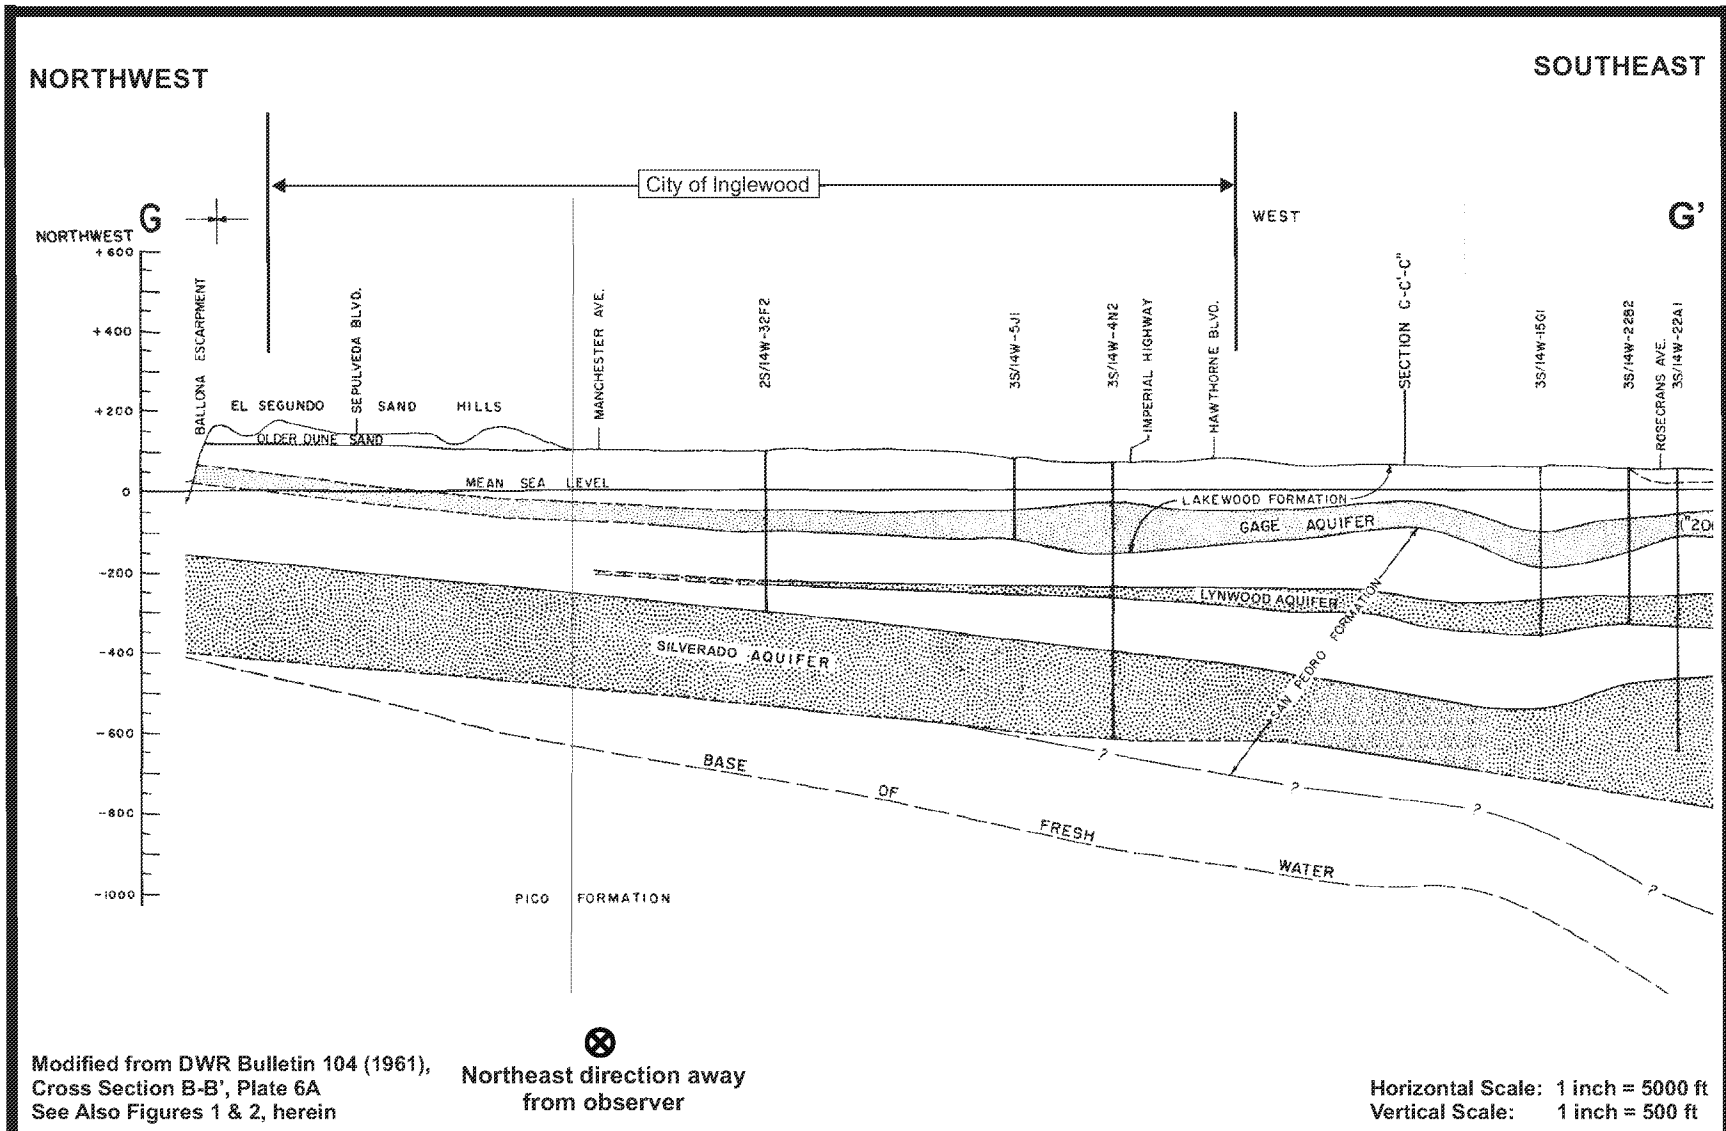 NORTHWEST
SOUTHEAST
City of Inglewood
G
WEST
G’
NORTHWEST
+600
+400
+200
0
-200
-400
-600
-800
-1000
BALLONA ESCARPMENT
SEPULVEDA BLVD.
MANCHESTER AVE.
2S/14W-32F2
3S/14W-5J1
3S/14W-4N2
IMPERIAL HIGHWAY
HAWTHORNE BLVD.
SECTION C-C'-C"
3S/14W-15G1
3S/14W-22B2
ROSECRANS AVE.
3S/14W-22A1
EL SEGUNDO SAND HILLS
OLDER DUNE SAND
MEAN SEA LEVEL
LAKEWOOD FORMATION
GAGE AQUIFER
("20
LYNWOOD AQUIFER
SAN PEDRO FORMATION
SILVERADO AQUIFER
?
?
?
?
BASE OF FRESH WATER
PICO FORMATION
Modified from DWR Bulletin 104 (1961),
Cross Section B-B', Plate 6A
See Also Figures 1 & 2, herein
Northeast direction away
from observer
Horizontal Scale: 1 inch = 5000 ft
Vertical Scale: 1 inch = 500 ft